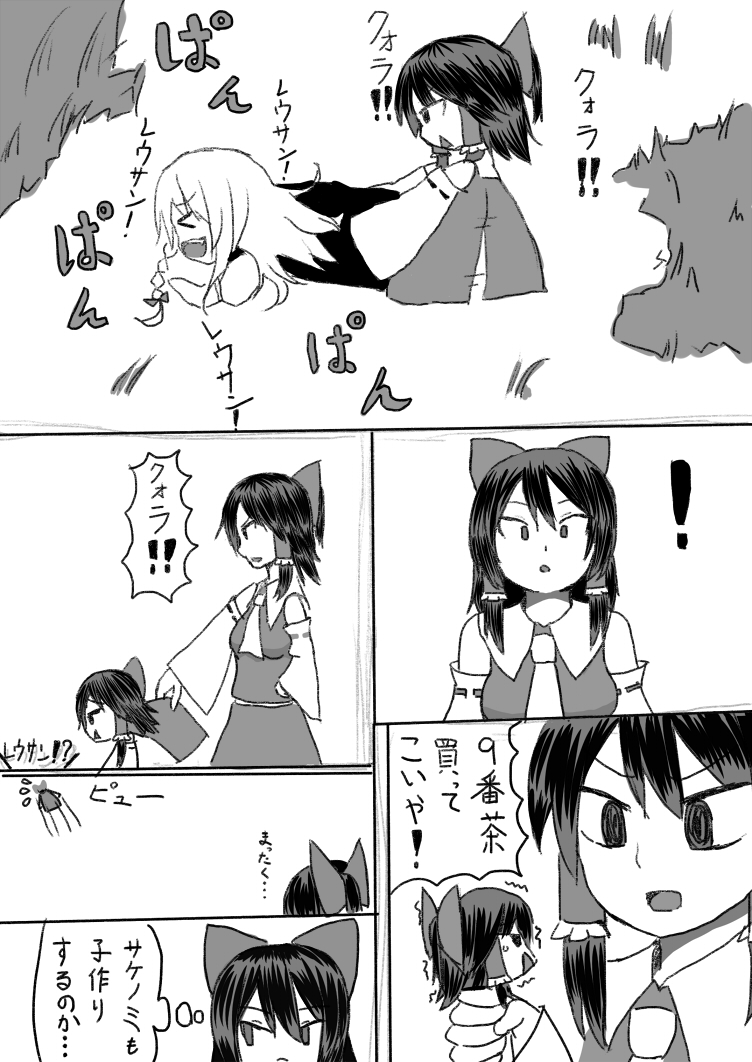 クォラ!!
クォラ!!
ぱん
レウサン!
レウサン!
ぱん
ぱん
レウサン!
!
クォラ!!
レウサン!?
9番茶
買って
こいや!
ピュー
まったく…
サケノミも
子作り
するのか…